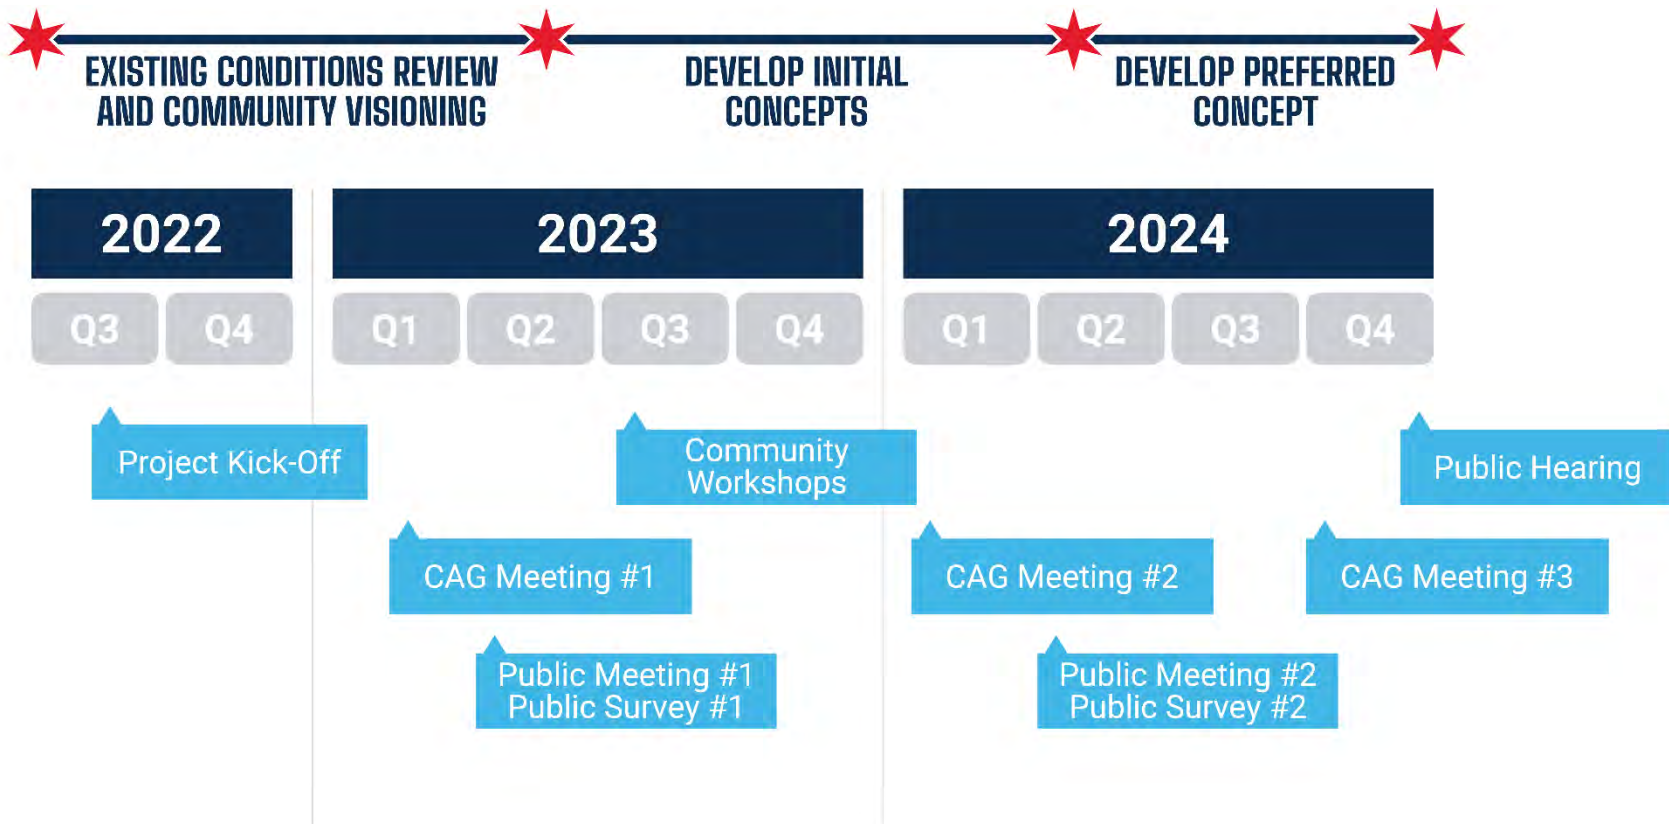 EXISTING CONDITIONS REVIEW
AND COMMUNITY VISIONING
DEVELOP INITIAL
CONCEPTS
DEVELOP PREFERRED
CONCEPT
2022
2023
2024
Q3
Q4
Q1
Q2
Q3
Q4
Q1
Q2
Q3
Q4
Project Kick-Off
Community
Workshops
Public Hearing
CAG Meeting #1
CAG Meeting #2
CAG Meeting #3
Public Meeting #1
Public Survey #1
Public Meeting #2
Public Survey #2